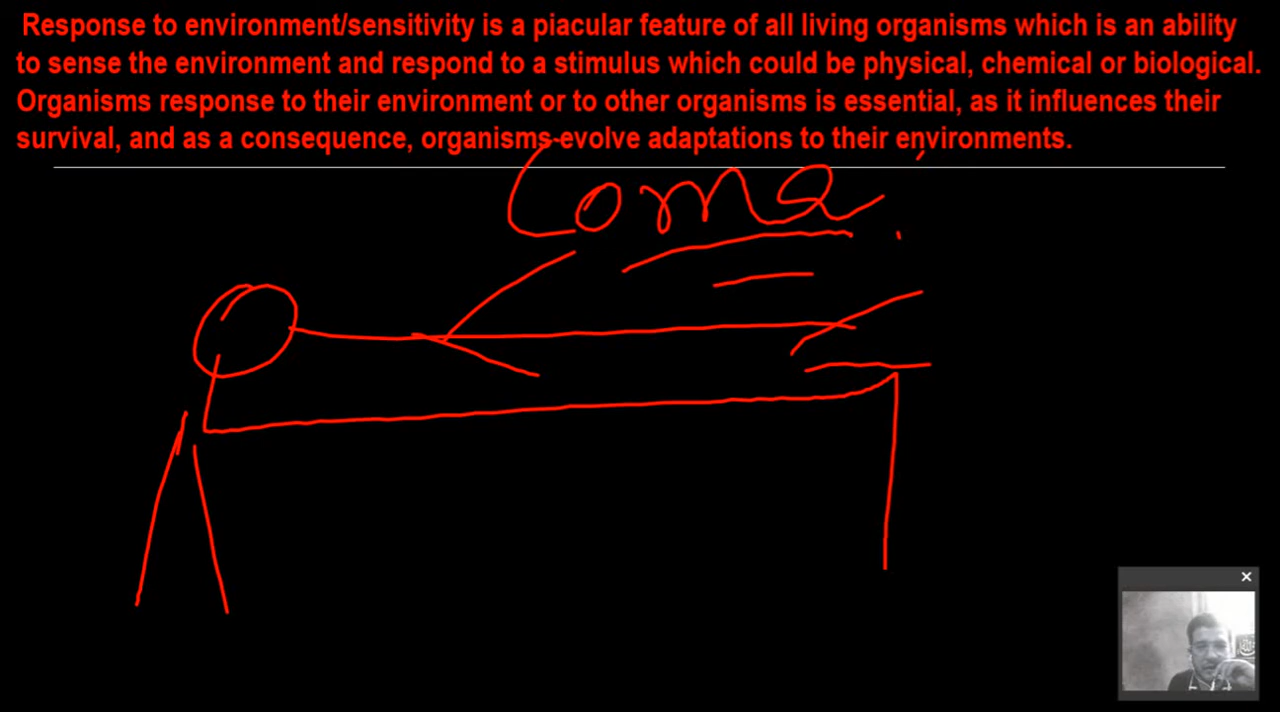 Response to environment/sensitivity is a piacular feature of all living organisms which is an ability
to sense the environment and respond to a stimulus which could be physical, chemical or biological.
Organisms response to their environment or to other organisms is essential, as it influences their
survival, and as a consequence, organisms evolve adaptations to their environments.
Coma